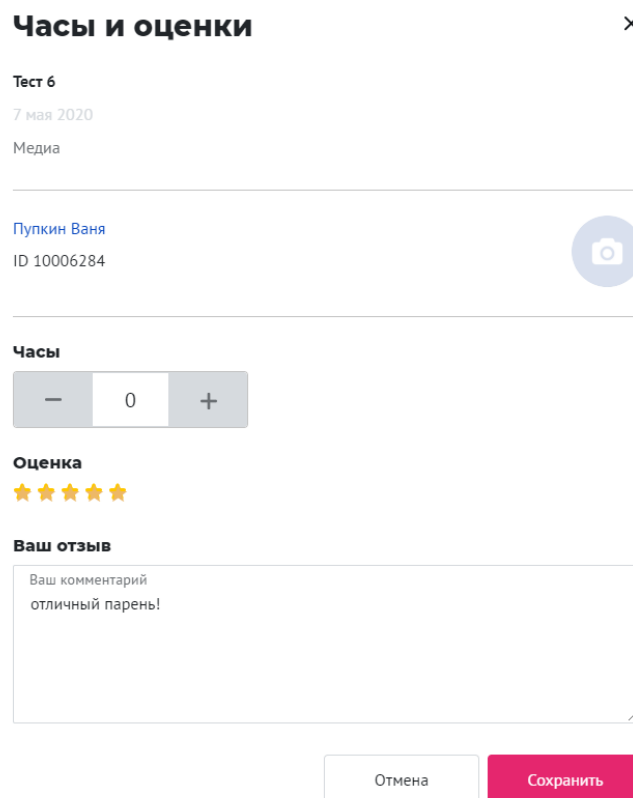 Часы и оценки
Тест 6
7 мая 2020
Медиа
Пупкин Ваня
ID 10006284
Часы
0
Оценка
Ваш отзыв
Ваш комментарий
отличный парень!
Отмена
Сохранить